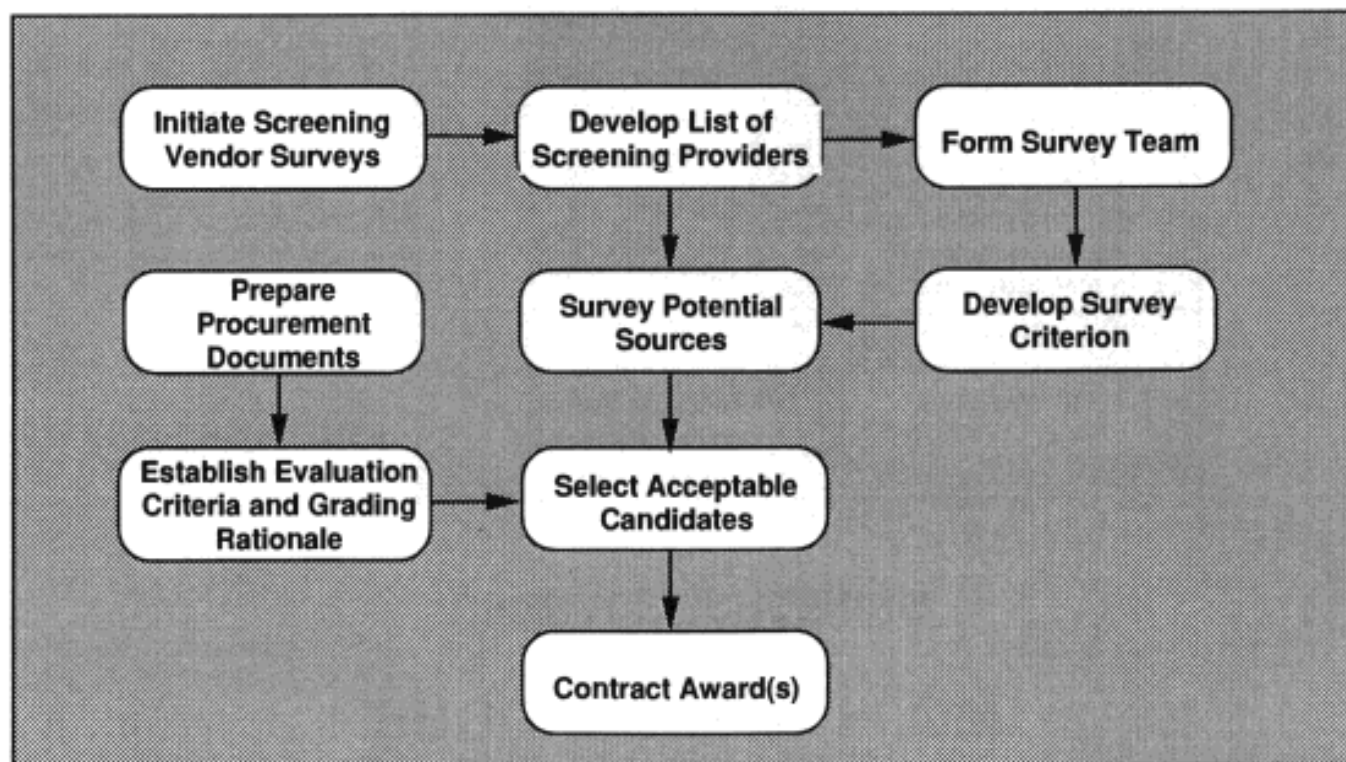 Initiate Screening
Vendor Surveys
Develop List of
Screening Providers
Form Survey Team
Prepare
Procurement
Documents
Survey Potential
Sources
Develop Survey
Criterion
Establish Evaluation
Criteria and Grading
Rationale
Select Acceptable
Candidates
Contract Award(s)